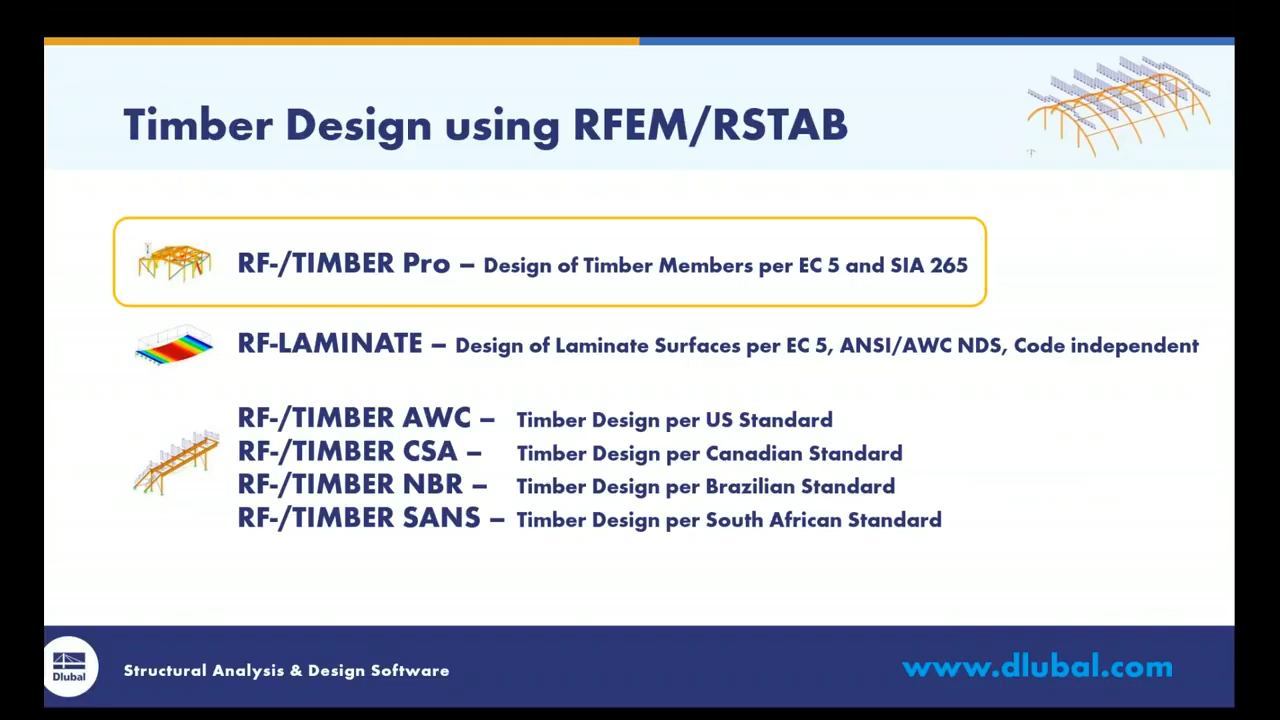 Timber Design using RFEM/RSTAB
RF-/TIMBER Pro – Design of Timber Members per EC 5 and SIA 265
RF-LAMINATE – Design of Laminate Surfaces per EC 5, ANSI/AWC NDS, Code independent
RF-/TIMBER AWC – Timber Design per US Standard
RF-/TIMBER CSA – Timber Design per Canadian Standard
RF-/TIMBER NBR – Timber Design per Brazilian Standard
RF-/TIMBER SANS – Timber Design per South African Standard
Dlubal
Structural Analysis & Design Software
www.dlubal.com